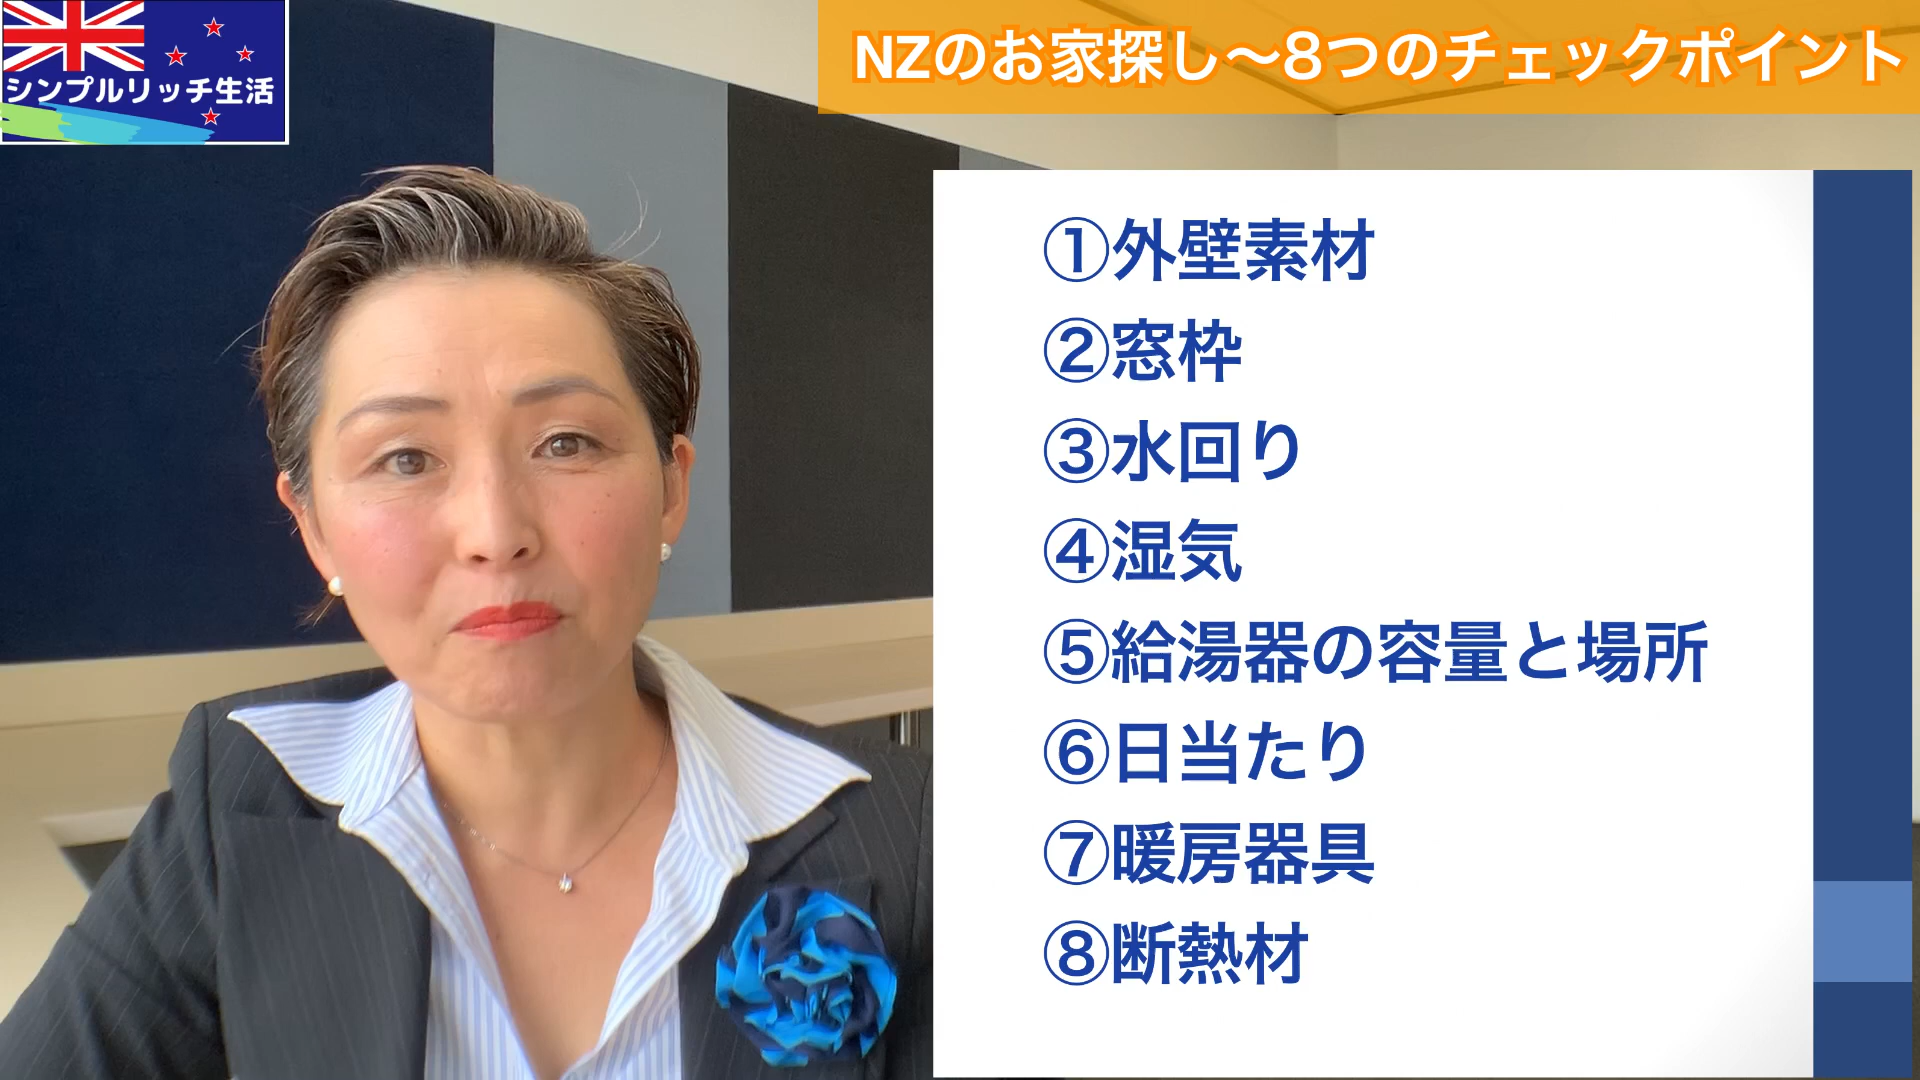 シンプルリッチ生活
NZのお家探し〜8つのチェックポイント
①外壁素材
②窓枠
③水回り
④湿気
⑤給湯器の容量と場所
⑥日当たり
⑦暖房器具
⑧断熱材